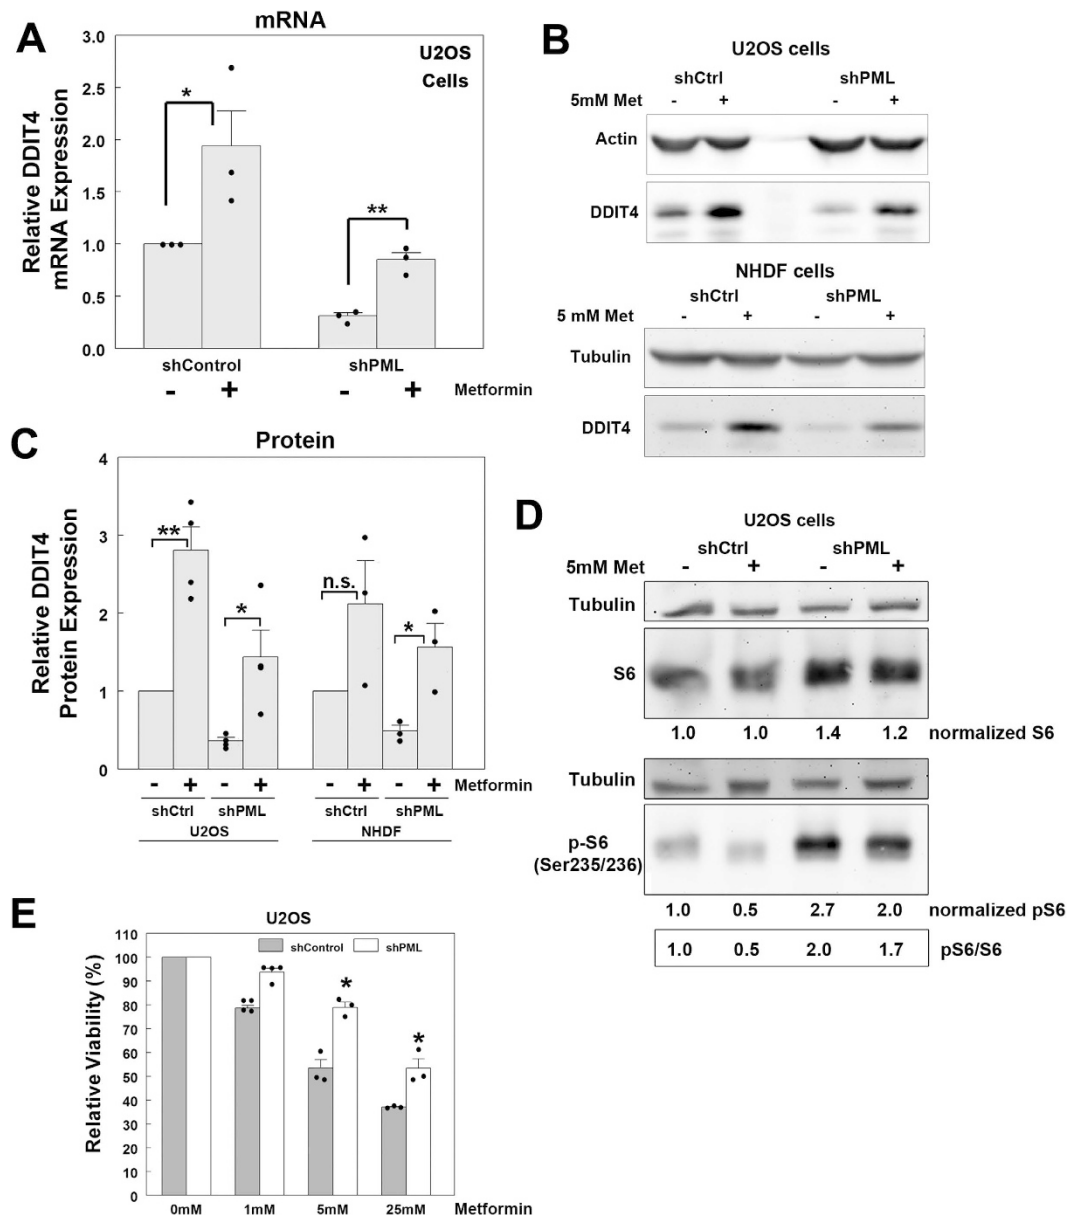 A
mRNA
U2OS
Cells
Relative DDIT4
mRNA Expression
3.0
2.5
2.0
1.5
1.0
0.5
0.0
*
**
shControl
shPML
- + - + Metformin
B
U2OS cells
shCtrl shPML
5mM Met - + - +
Actin
DDIT4
NHDF cells
shCtrl shPML
5 mM Met - + - +
Tubulin
DDIT4
C
Protein
Relative DDIT4
Protein Expression
4
3
2
1
0
** * n.s. *
- + - + - + - + Metformin
shCtrl shPML shCtrl shPML
U2OS NHDF
D
U2OS cells
shCtrl shPML
5mM Met - + - +
Tubulin
S6
1.0 1.0 1.4 1.2 normalized S6
Tubulin
p-S6
(Ser235/236)
1.0 0.5 2.7 2.0 normalized pS6
1.0 0.5 2.0 1.7 pS6/S6
E
U2OS
shControl shPML
Relative Viability (%)
110
100
90
80
70
60
50
40
30
20
10
0
* *
0mM 1mM 5mM 25mM Metformin